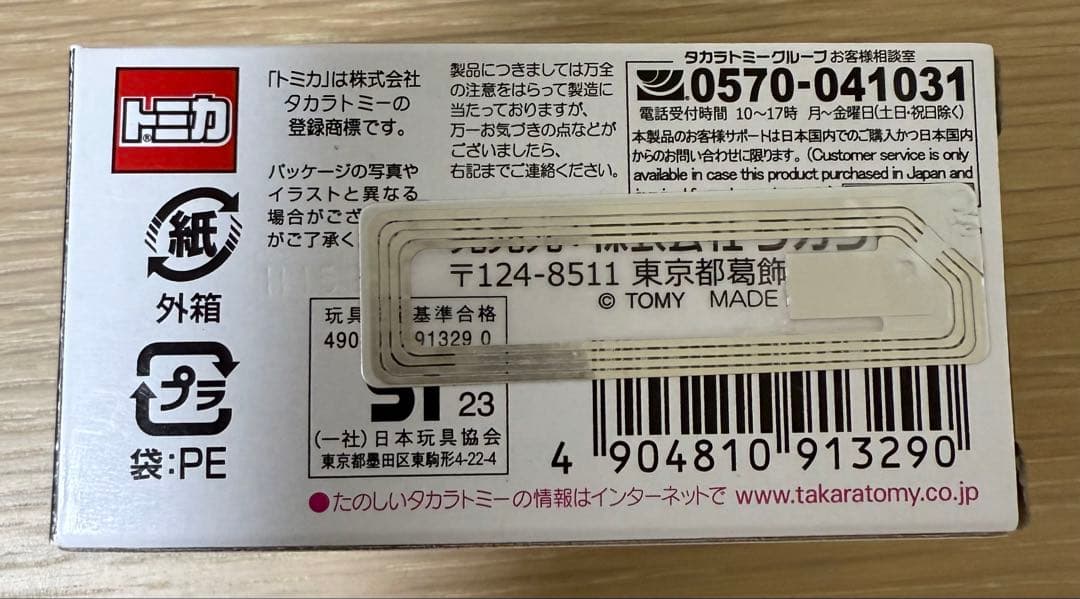 トミカ®
「トミカ」は株式会社
タカラトミーの
登録商標です。
パッケージの写真や
イラストと異なる
場合がござ
がご了承く
製品につきましては万全
の注意をはらって製造に
当たっておりますが、
万一お気づきの点などが
ございましたら、
右記までご連絡ください。
タカラトミーグループお客様相談室
0570-041031
電話受付時間 10〜17時 月〜金曜日(土日・祝日除く)
本製品のお客様サポートは日本国内でのご購入かつ日本国内
からのお問い合わせに限ります。(Customer service is only
available in case this product purchased in Japan and
紙
外箱
プラ
袋:PE
〒124-8511 東京都葛飾
© TOMY MADE
玩具 基準合格
490 91329 0
ST 23
(一社)日本玩具協会
東京都墨田区東駒形4-22-4
4 904810 913290
●たのしいタカラトミーの情報はインターネットで www.takaratomy.co.jp